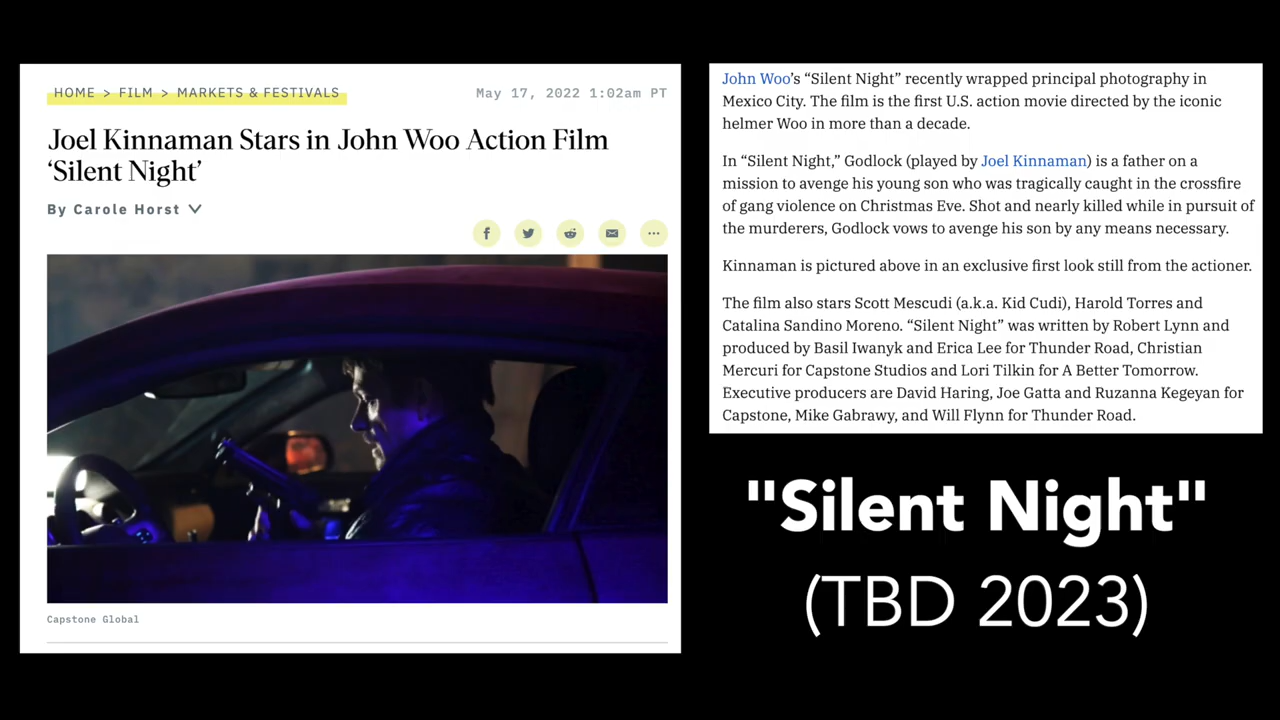 HOME > FILM > MARKETS & FESTIVALS
May 17, 2022 1:02am PT
Joel Kinnaman Stars in John Woo Action Film
‘Silent Night’
By Carole Horst
Capstone Global
John Woo’s “Silent Night” recently wrapped principal photography in
Mexico City. The film is the first U.S. action movie directed by the iconic
helmer Woo in more than a decade.
In “Silent Night,” Godlock (played by Joel Kinnaman) is a father on a
mission to avenge his young son who was tragically caught in the crossfire
of gang violence on Christmas Eve. Shot and nearly killed while in pursuit of
the murderers, Godlock vows to avenge his son by any means necessary.
Kinnaman is pictured above in an exclusive first look still from the actioner.
The film also stars Scott Mescudi (a.k.a. Kid Cudi), Harold Torres and
Catalina Sandino Moreno. “Silent Night” was written by Robert Lynn and
produced by Basil Iwanyk and Erica Lee for Thunder Road, Christian
Mercuri for Capstone Studios and Lori Tilkin for A Better Tomorrow.
Executive producers are David Haring, Joe Gatta and Ruzanna Kegeyan for
Capstone, Mike Gabrawy, and Will Flynn for Thunder Road.
"Silent Night"
(TBD 2023)